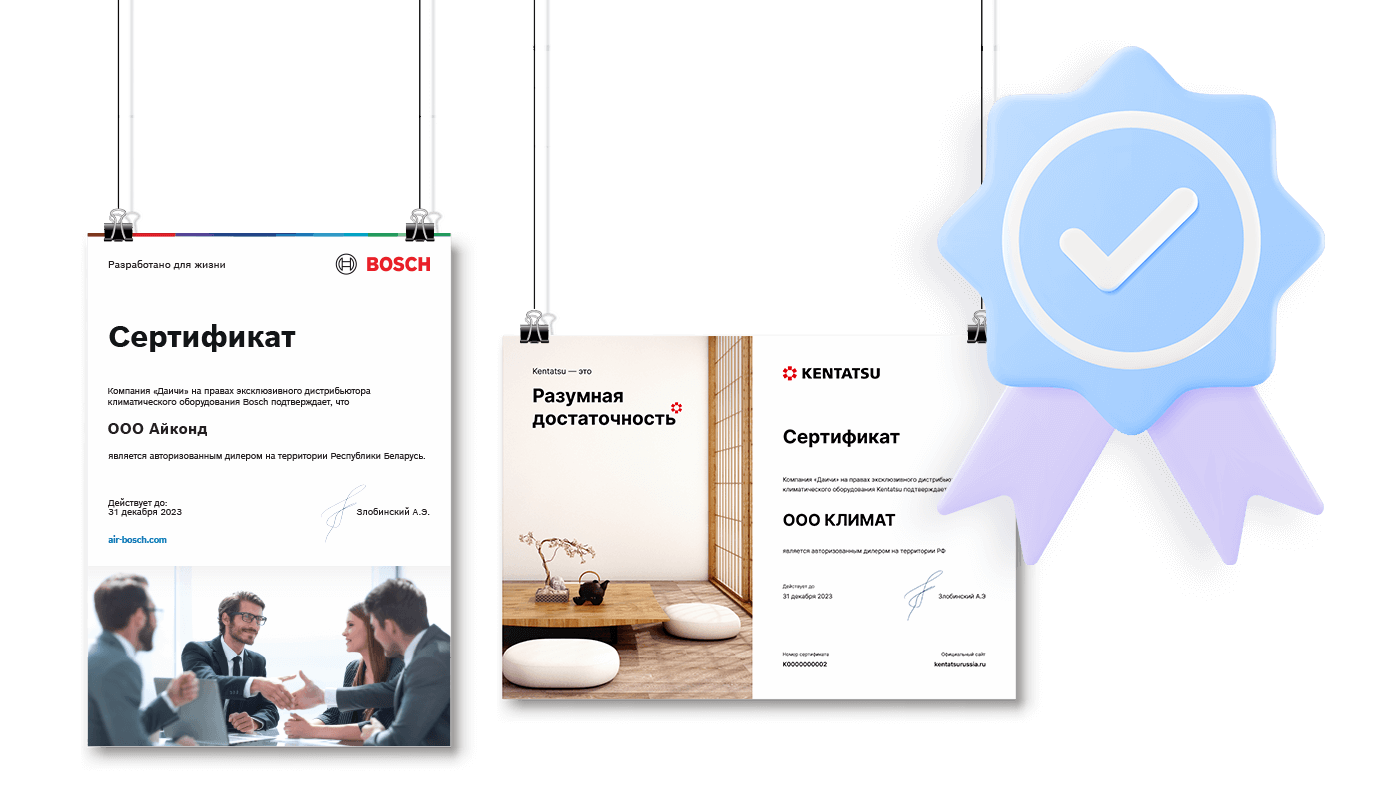 Разработано для жизни
BOSCH
Сертификат
Компания «Даичи» на правах эксклюзивного дистрибьютора
климатического оборудования Bosch подтверждает, что
ООО Айконд
является авторизованным дилером на территории Республики Беларусь.
Действует до:
31 декабря 2023
Злобинский А.Э.
air-bosch.com
Kentatsu — это
Разумная
достаточность
KENTATSU
Сертификат
Компания «Даичи» на правах эксклюзивного
климатического оборудования Kentatsu подтверждает
ООО КЛИМАТ
является авторизованным дилером на территории РФ
Действует до
31 декабря 2023
Злобинский А.Э
Номер сертификата
K0000000002
Официальный сайт
kentatsurussia.ru